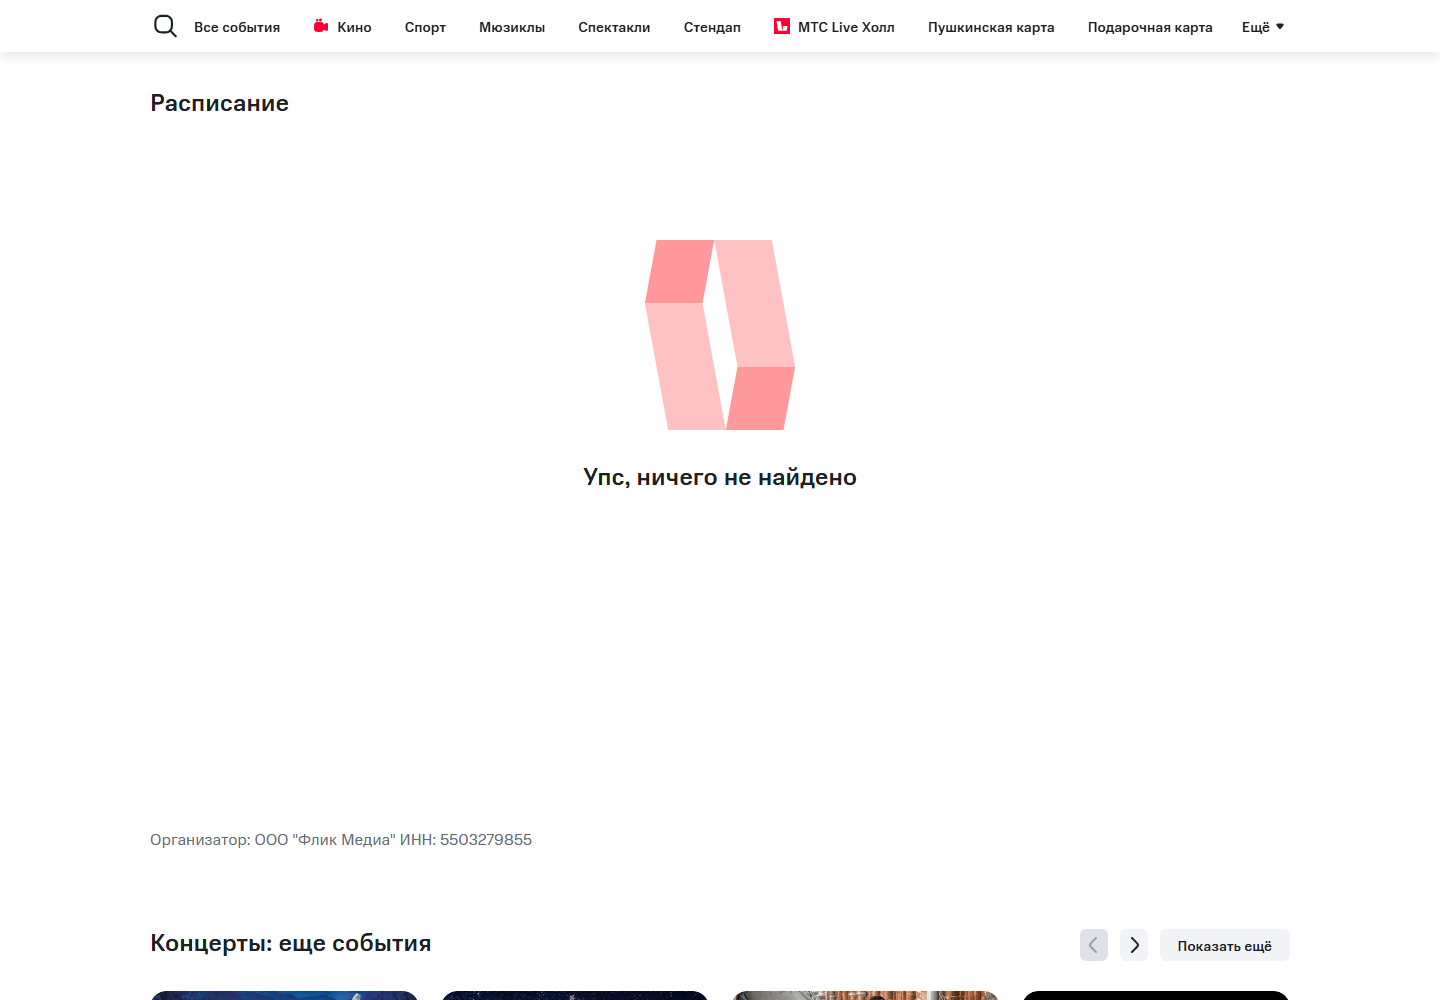 Все события
Кино
Спорт
Мюзиклы
Спектакли
Стендап
МТС Live Холл
Пушкинская карта
Подарочная карта
Ещё
Расписание
Упс, ничего не найдено
Организатор: ООО "Флик Медиа" ИНН: 5503279855
Концерты: еще события
Показать ещё